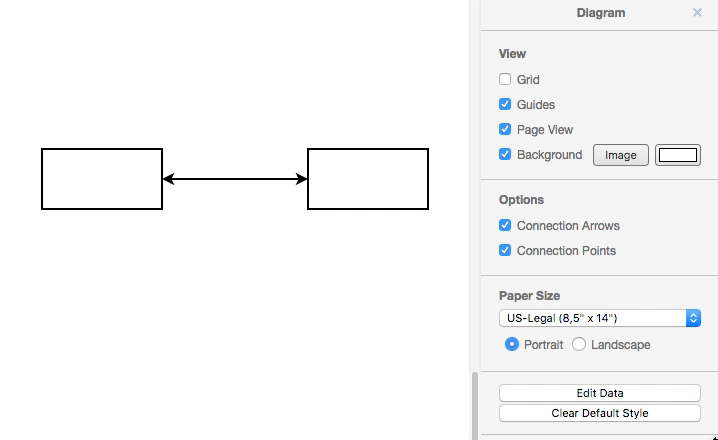 Diagram
View
Grid
Guides
Page View
Background Image
Options
Connection Arrows
Connection Points
Paper Size
US-Legal (8,5" x 14")
Portrait Landscape
Edit Data
Clear Default Style